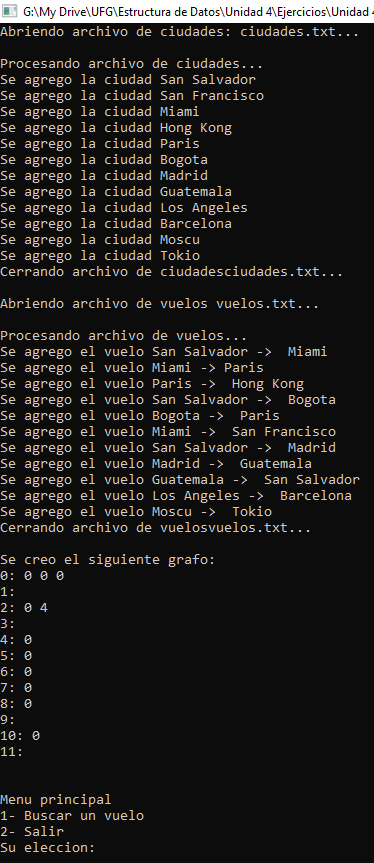 G:\My Drive\UFG\Estructura de Datos\Unidad 4\Ejercicios\Unidad 4
Abriendo archivo de ciudades: ciudades.txt...
Procesando archivo de ciudades...
Se agrego la ciudad San Salvador
Se agrego la ciudad San Francisco
Se agrego la ciudad Miami
Se agrego la ciudad Hong Kong
Se agrego la ciudad Paris
Se agrego la ciudad Bogota
Se agrego la ciudad Madrid
Se agrego la ciudad Guatemala
Se agrego la ciudad Los Angeles
Se agrego la ciudad Barcelona
Se agrego la ciudad Moscu
Se agrego la ciudad Tokio
Cerrando archivo de ciudadesciudades.txt...
Abriendo archivo de vuelos vuelos.txt...
Procesando archivo de vuelos...
Se agrego el vuelo San Salvador ->  Miami
Se agrego el vuelo Miami -> Paris
Se agrego el vuelo Paris ->  Hong Kong
Se agrego el vuelo San Salvador ->  Bogota
Se agrego el vuelo Bogota ->  Paris
Se agrego el vuelo Miami ->  San Francisco
Se agrego el vuelo San Salvador ->  Madrid
Se agrego el vuelo Madrid ->  Guatemala
Se agrego el vuelo Guatemala ->  San Salvador
Se agrego el vuelo Los Angeles ->  Barcelona
Se agrego el vuelo Moscu ->  Tokio
Cerrando archivo de vuelosvuelos.txt...
Se creo el siguiente grafo:
0: 0 0 0
1:
2: 0 4
3:
4: 0
5: 0
6: 0
7: 0
8: 0
9:
10: 0
11:
Menu principal
1- Buscar un vuelo
2- Salir
Su eleccion: